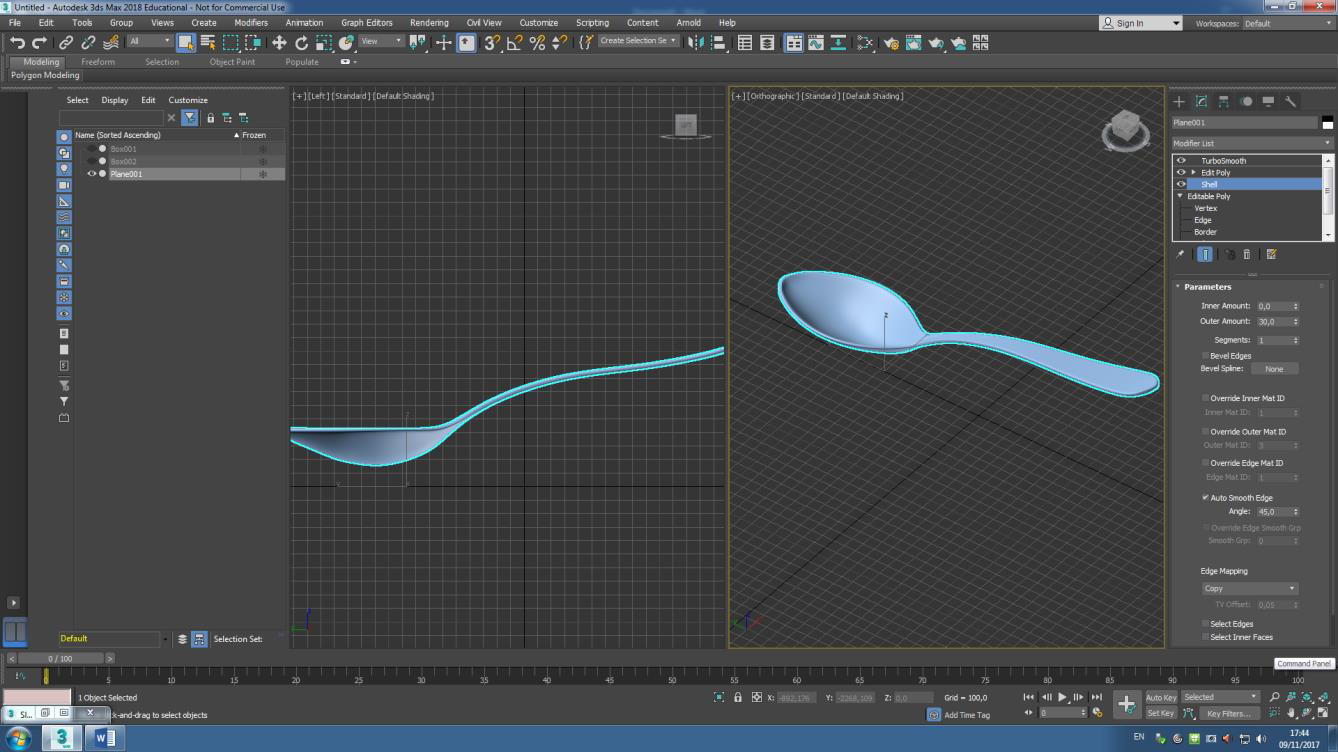 Untitled - Autodesk 3ds Max 2018 Educational - Not for Commercial Use
File Edit Tools Group Views Create Modifiers Animation Graph Editors Rendering Civil View Customize Scripting Content Arnold Help
Sign In Workspaces: Default
All View Create Selection Se
Modeling Freeform Selection Object Paint Populate
Polygon Modeling
Select Display Edit Customize
Name (Sorted Ascending) Frozen
Box001
Box002
Plane001
[+] [Left] [Standard] [Default Shading]
LEFT
[+] [Orthographic] [Standard] [Default Shading]
Plane001
Modifier List
TurboSmooth
Edit Poly
Shell
Editable Poly
Vertex
Edge
Border
Parameters
Inner Amount: 0,0
Outer Amount: 30,0
Segments: 1
Bevel Edges
Bevel Spline: None
Override Inner Mat ID
Inner Mat ID: 1
Override Outer Mat ID
Outer Mat ID: 3
Override Edge Mat ID
Edge Mat ID: 1
Auto Smooth Edge
Angle: 45,0
Override Edge Smooth Grp
Smooth Grp: 0
Edge Mapping
Copy
TV Offset: 0,05
Select Edges
Select Inner Faces
Command Panel
Default Selection Set:
0 / 100
0 5 10 15 20 25 30 35 40 45 50 55 60 65 70 75 80 85 90 95 100
1 Object Selected
X: -892,176 Y: -2268,109 Z: 0,0 Grid = 100,0
Auto Key Selected
Sl... ck-and-drag to select objects
Add Time Tag
0
Set Key Key Filters...
EN
17:44
09/11/2017